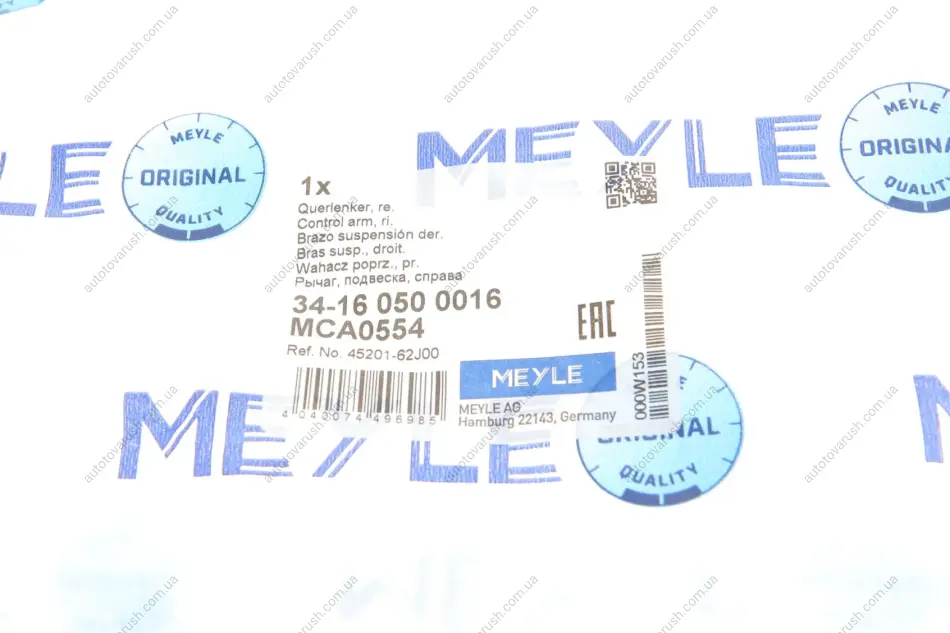 MEYLE
MEYLE
ORIGINAL
QUALITY
MEYLE
MEYLE
ORIGINAL
QUALITY
1x
Querlenker, re.
Control arm, ri.
Brazo suspensión der.
Bras susp., droit.
Wahacz poprz., pr.
Рычаг, подвеска, справа
34-16 050 0016
MCA0554
Ref. No. 45201-62J00
EAC
4 040074 496985
MEYLE
MEYLE AG
Hamburg 22143, Germany
000W153
MEYLE
ORIGINAL
QUALITY
autotovarush.com.ua